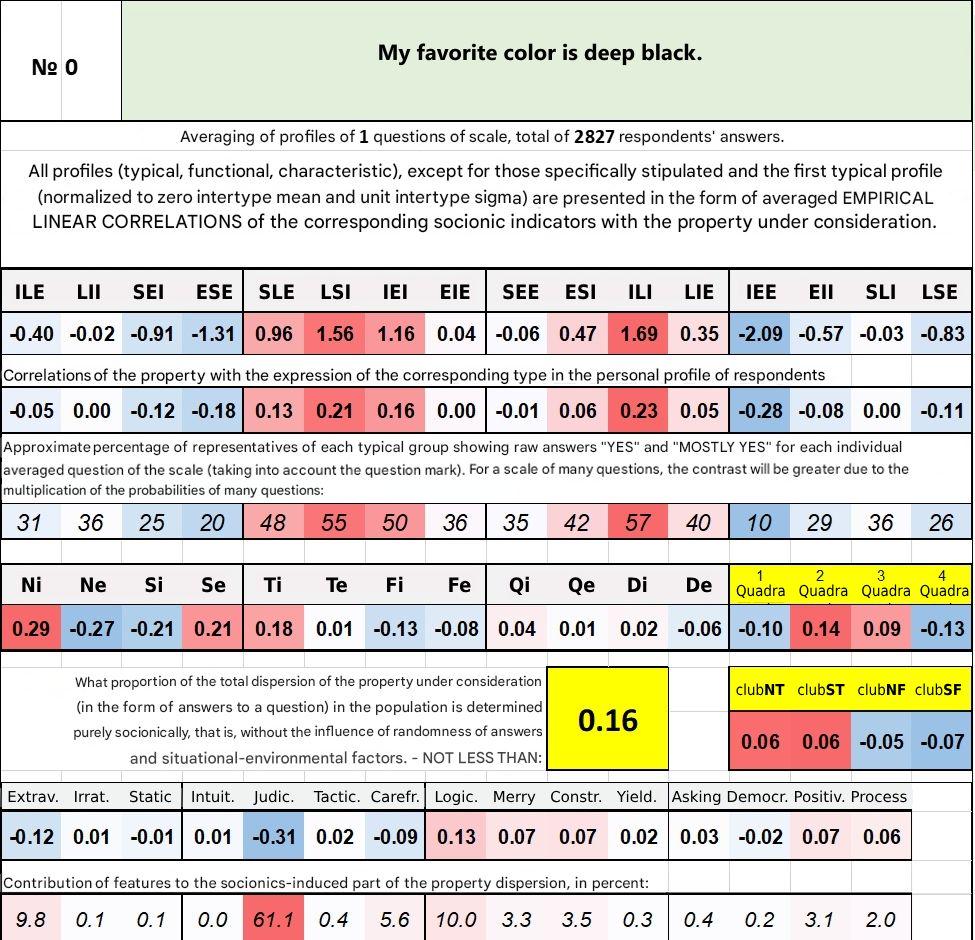 № 0
My favorite color is deep black.
Averaging of profiles of 1 questions of scale, total of 2827 respondents' answers.
All profiles (typical, functional, characteristic), except for those specifically stipulated and the first typical profile
(normalized to zero intertype mean and unit intertype sigma) are presented in the form of averaged EMPIRICAL
LINEAR CORRELATIONS of the corresponding socionic indicators with the property under consideration.
ILE LII SEI ESE SLE LSI IEI EIE SEE ESI ILI LIE IEE EII SLI LSE
-0.40 -0.02 -0.91 -1.31 0.96 1.56 1.16 0.04 -0.06 0.47 1.69 0.35 -2.09 -0.57 -0.03 -0.83
Correlations of the property with the expression of the corresponding type in the personal profile of respondents
-0.05 0.00 -0.12 -0.18 0.13 0.21 0.16 0.00 -0.01 0.06 0.23 0.05 -0.28 -0.08 0.00 -0.11
Approximate percentage of representatives of each typical group showing raw answers "YES" and "MOSTLY YES" for each individual
averaged question of the scale (taking into account the question mark). For a scale of many questions, the contrast will be greater due to the
multiplication of the probabilities of many questions:
31 36 25 20 48 55 50 36 35 42 57 40 10 29 36 26
Ni Ne Si Se Ti Te Fi Fe Qi Qe Di De 1 2 3 4
Quadra Quadra Quadra Quadra
0.29 -0.27 -0.21 0.21 0.18 0.01 -0.13 -0.08 0.04 0.01 0.02 -0.06 -0.10 0.14 0.09 -0.13
What proportion of the total dispersion of the property under consideration
(in the form of answers to a question) in the population is determined
purely socionically, that is, without the influence of randomness of answers
and situational-environmental factors. - NOT LESS THAN:
0.16
clubNT clubST clubNF clubSF
0.06 0.06 -0.05 -0.07
Extrav. Irrat. Static Intuit. Judic. Tactic. Carefr. Logic. Merry Constr. Yield. Asking Democr. Positiv. Process
-0.12 0.01 -0.01 0.01 -0.31 0.02 -0.09 0.13 0.07 0.07 0.02 0.03 -0.02 0.07 0.06
Contribution of features to the socionics-induced part of the property dispersion, in percent:
9.8 0.1 0.1 0.0 61.1 0.4 5.6 10.0 3.3 3.5 0.3 0.4 0.2 3.1 2.0